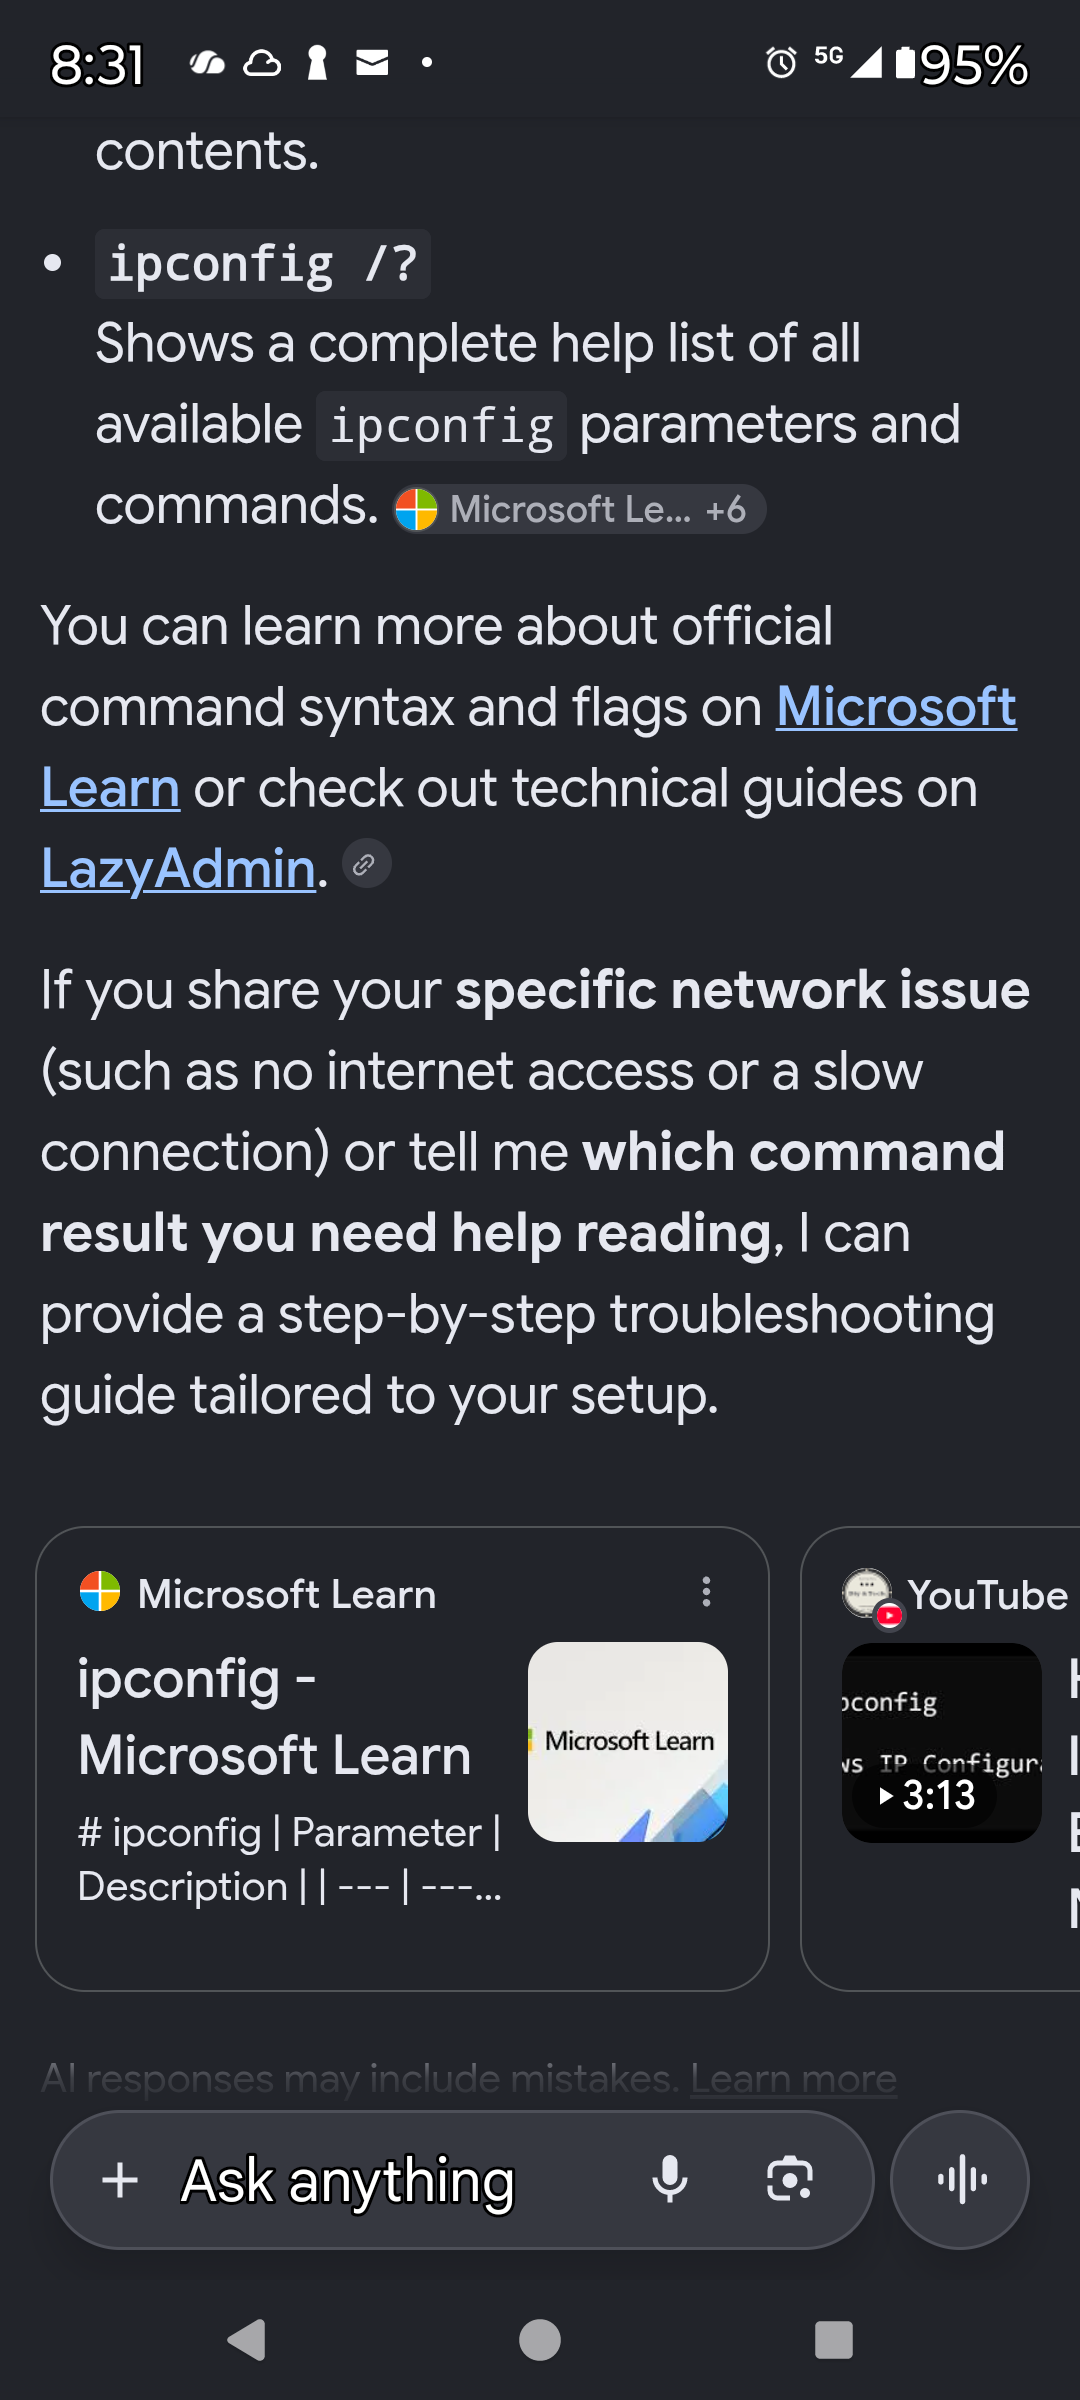 8:31
5G
95%
contents.
• ipconfig /?
Shows a complete help list of all
available ipconfig parameters and
commands. Microsoft Le... +6
You can learn more about official
command syntax and flags on Microsoft
Learn or check out technical guides on
LazyAdmin.
If you share your specific network issue
(such as no internet access or a slow
connection) or tell me which command
result you need help reading, I can
provide a step-by-step troubleshooting
guide tailored to your setup.
Microsoft Learn
ipconfig -
Microsoft Learn
# ipconfig | Parameter |
Description | | --- | ---...
Microsoft Learn
YouTube
pconfig
ws IP Configur
3:13
AI responses may include mistakes. Learn more
Ask anything